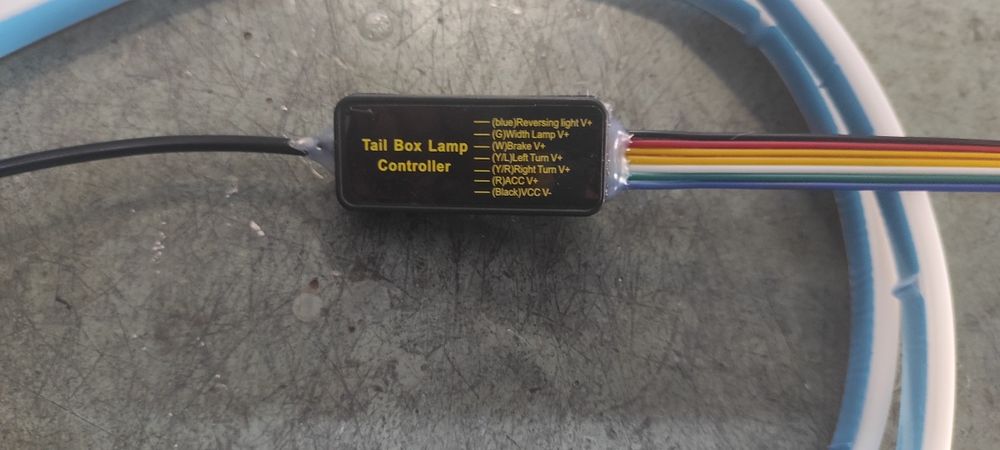 Tail Box Lamp
Controller
(blue)Reversing light V+
(G)Width Lamp V+
(W)Brake V+
(Y/L)Left Turn V+
(Y/R)Right Turn V+
(R)ACC V+
(Black)VCC V-